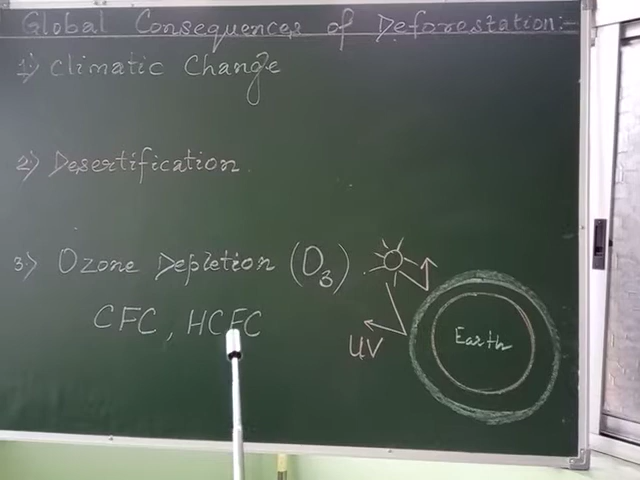 Global Consequences of Deforestation:-
1) Climatic Change
2) Desertification
3) Ozone Depletion (O3).
CFC, HCFC
UV
Earth